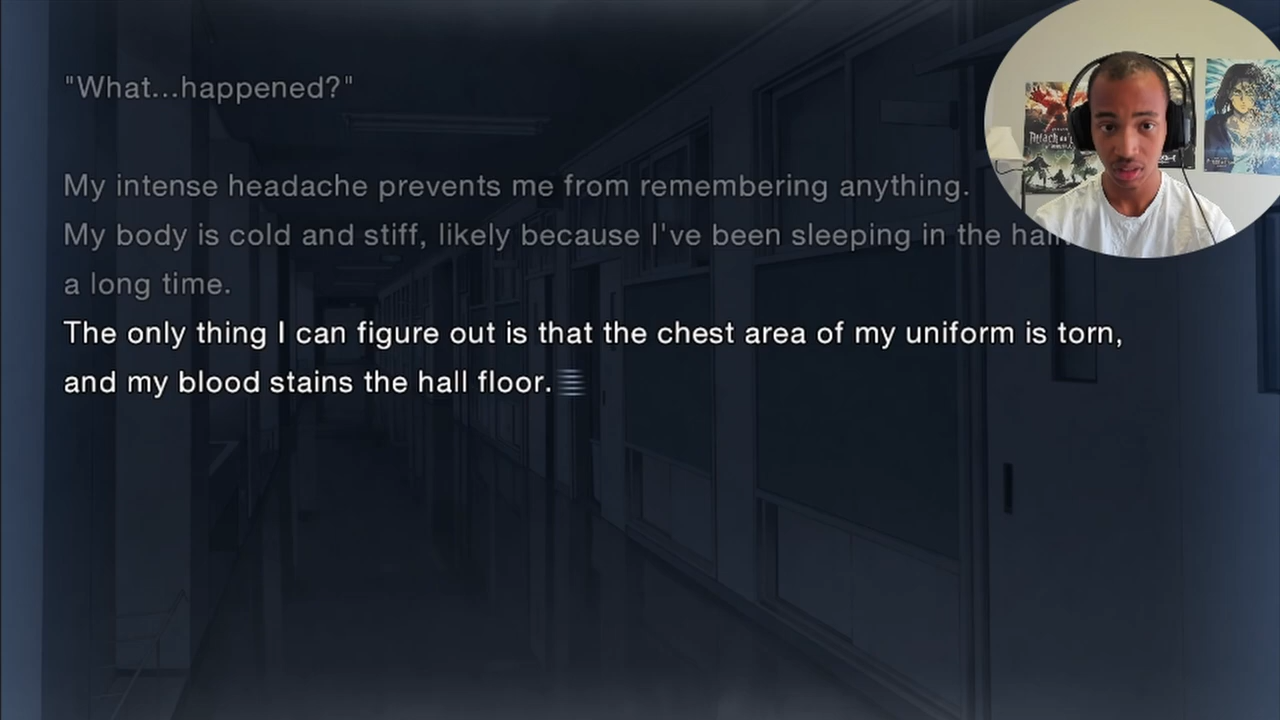 "What...happened?"
My intense headache prevents me from remembering anything.
My body is cold and stiff, likely because I've been sleeping in the
a long time.
The only thing I can figure out is that the chest area of my uniform is torn,
and my blood stains the hall floor.
Attack on